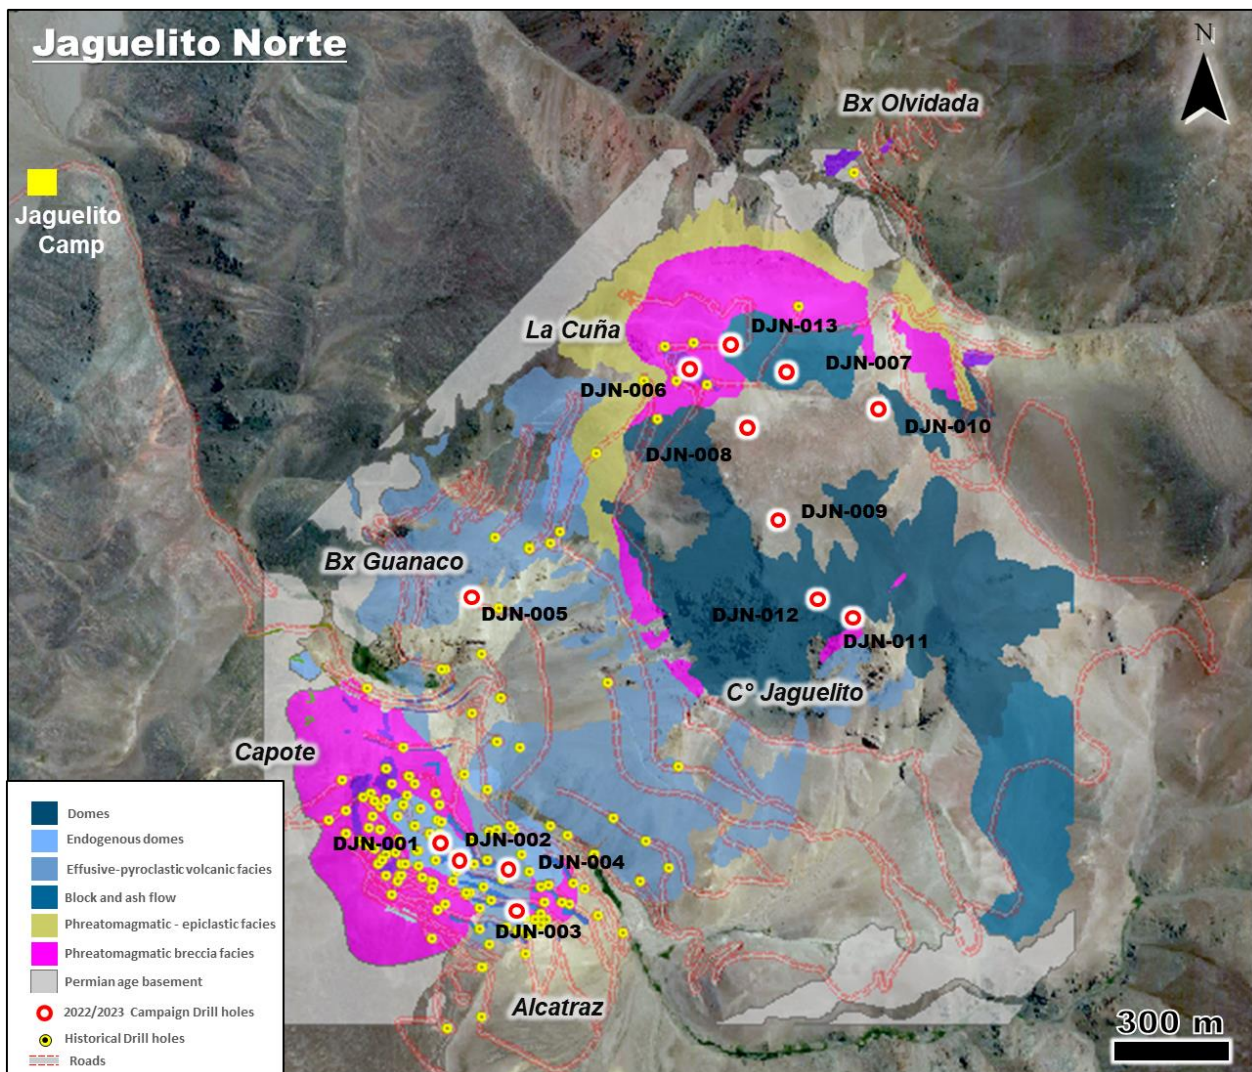 Jaguelito Norte
N
Bx Olvidada
Jaguelito
Camp
La Cuña
DJN-013
DJN-007
DJN-006
DJN-010
DJN-008
DJN-009
Bx Guanaco
DJN-005
DJN-012
DJN-011
C° Jaguelito
Capote
DJN-001
DJN-002
DJN-004
DJN-003
Alcatraz
Domes
Endogenous domes
Effusive-pyroclastic volcanic facies
Block and ash flow
Phreatomagmatic - epiclastic facies
Phreatomagmatic breccia facies
Permian age basement
2022/2023 Campaign Drill holes
Historical Drill holes
Roads
300 m